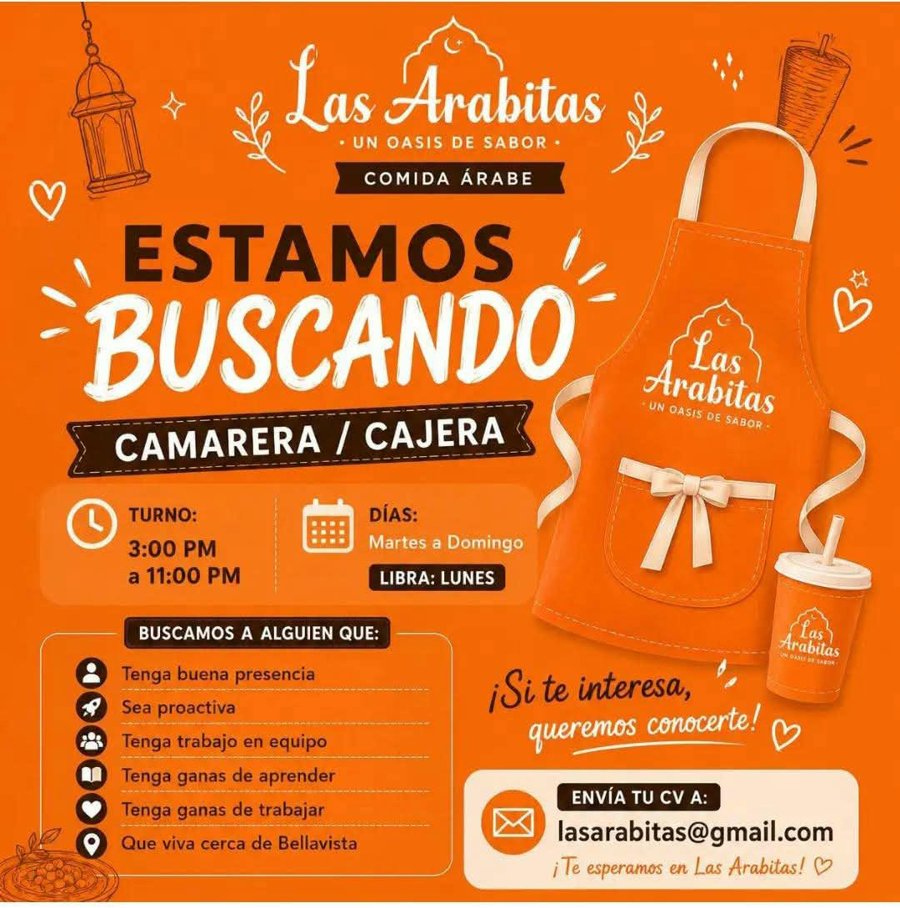 Las Arabitas
• UN OASIS DE SABOR •
COMIDA ÁRABE
ESTAMOS
BUSCANDO
CAMARERA / CAJERA
TURNO:
3:00 PM
a 11:00 PM
DÍAS:
Martes a Domingo
LIBRA: LUNES
BUSCAMOS A ALGUIEN QUE:
Tenga buena presencia
Sea proactiva
Tenga trabajo en equipo
Tenga ganas de aprender
Tenga ganas de trabajar
Que viva cerca de Bellavista
Las
Arabitas
• UN OASIS DE SABOR •
Las
Arabitas
UN OASIS DE SABOR
¡Si te interesa,
queremos conocerte!
ENVÍA TU CV A:
lasarabitas@gmail.com
¡Te esperamos en Las Arabitas!